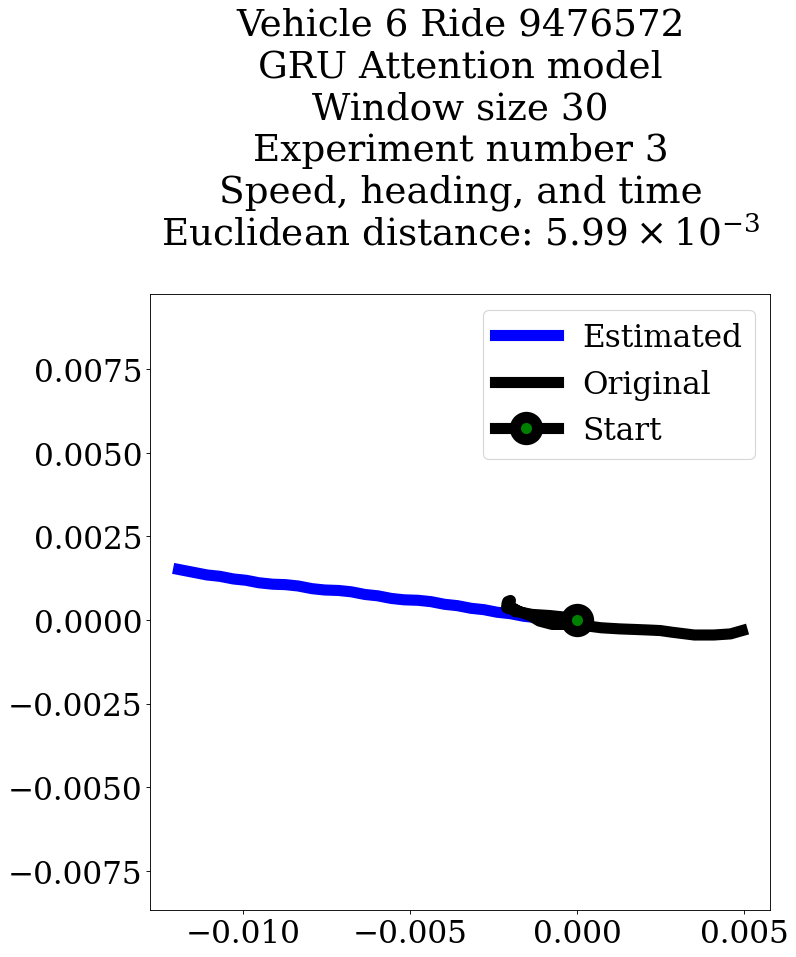 Vehicle 6 Ride 9476572
GRU Attention model
Window size 30
Experiment number 3
Speed, heading, and time
Euclidean distance: 5.99 × 10⁻³
Estimated
Original
Start
0.0075
0.0050
0.0025
0.0000
−0.0025
−0.0050
−0.0075
−0.010 −0.005 0.000 0.005